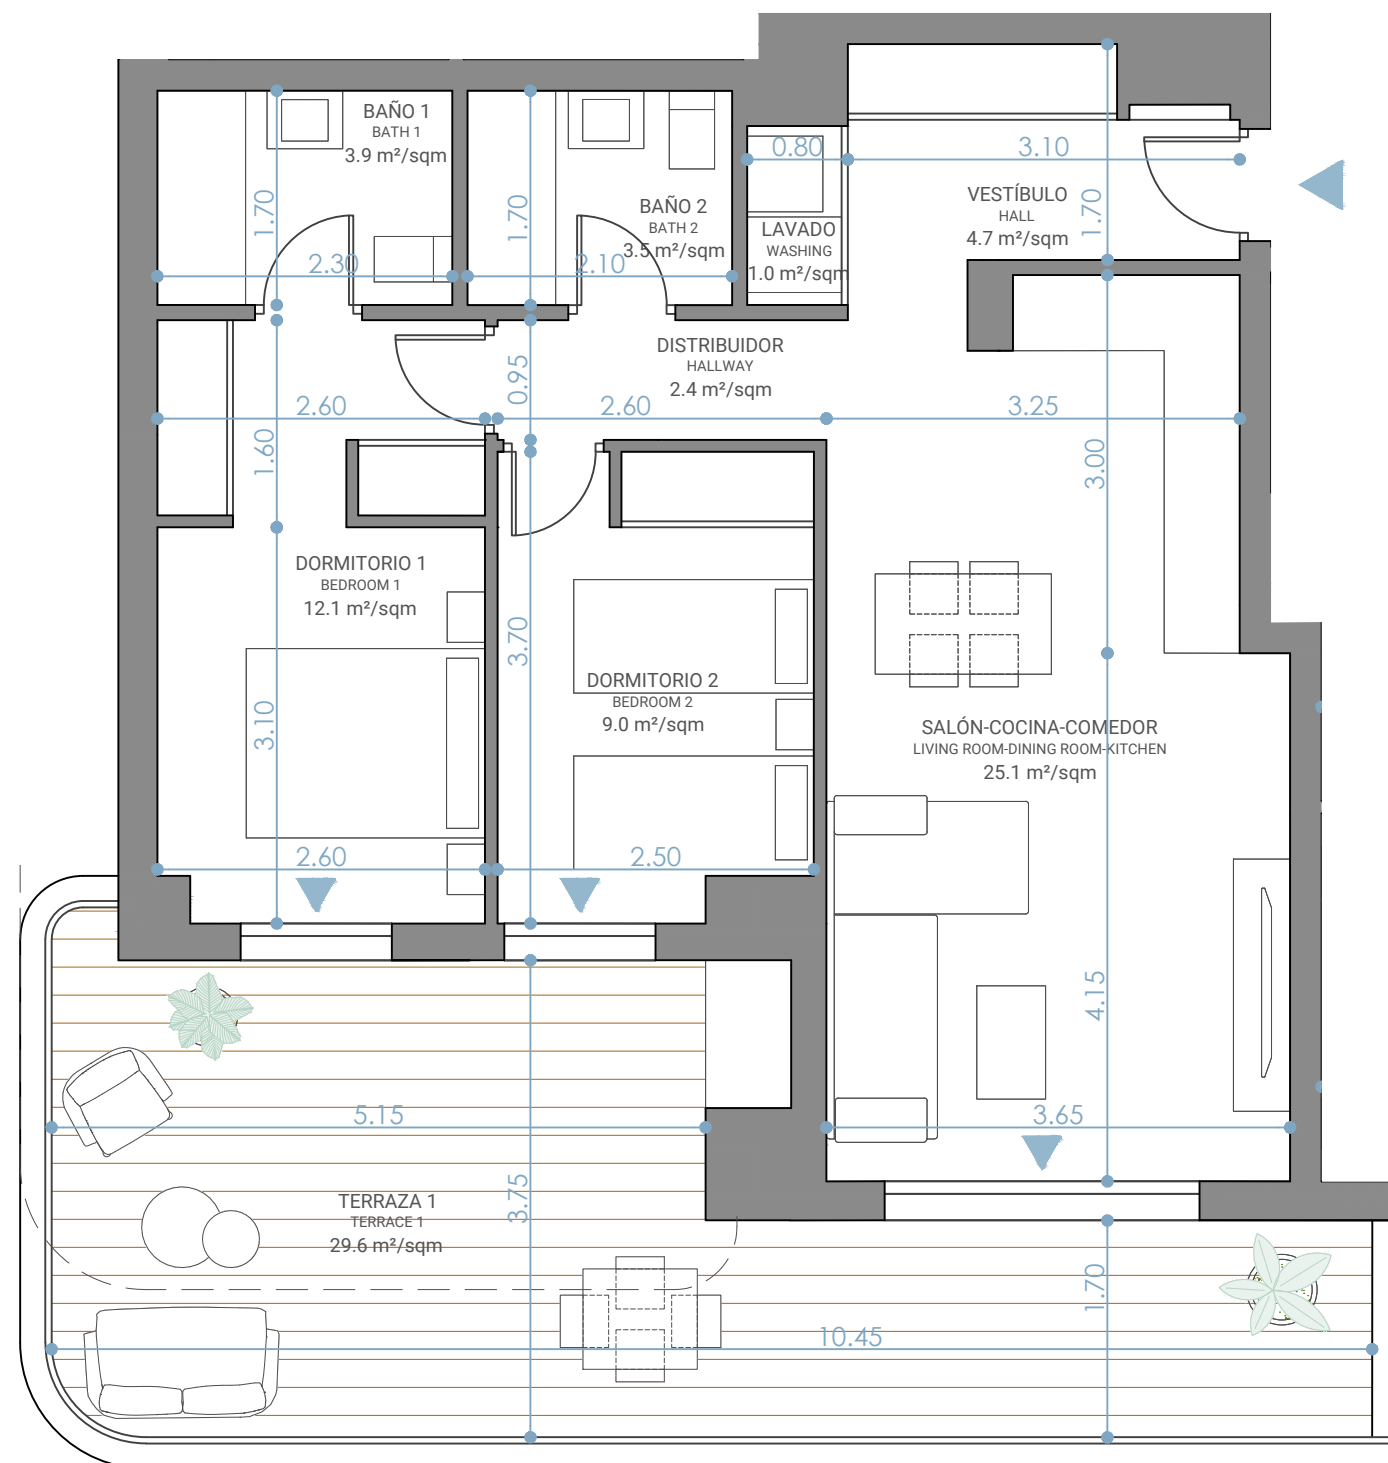 BAÑO 1
BATH 1
3.9 m²/sqm
1.70
2.30
BAÑO 2
BATH 2
3.5 m²/sqm
1.70
2.10
0.80
LAVADO
WASHING
1.0 m²/sqm
3.10
VESTÍBULO
HALL
4.7 m²/sqm
1.70
DISTRIBUIDOR
HALLWAY
2.4 m²/sqm
0.95
2.60
2.60
3.25
1.60
3.00
DORMITORIO 1
BEDROOM 1
12.1 m²/sqm
3.10
2.60
3.70
DORMITORIO 2
BEDROOM 2
9.0 m²/sqm
2.50
SALÓN-COCINA-COMEDOR
LIVING ROOM-DINING ROOM-KITCHEN
25.1 m²/sqm
4.15
3.65
5.15
3.75
TERRAZA 1
TERRACE 1
29.6 m²/sqm
1.70
10.45